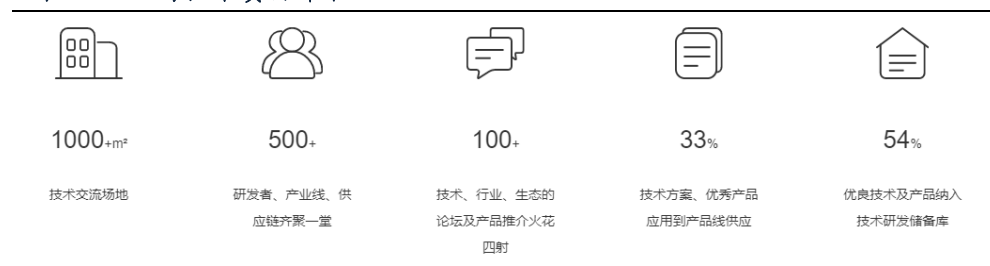 1000+m²
技术交流场地
500+
研发者、产业线、供
应链齐聚一堂
100+
技术、行业、生态的
论坛及产品推介火花
四射
33%
技术方案、优秀产品
应用到产品线供应
54%
优良技术及产品纳入
技术研发储备库